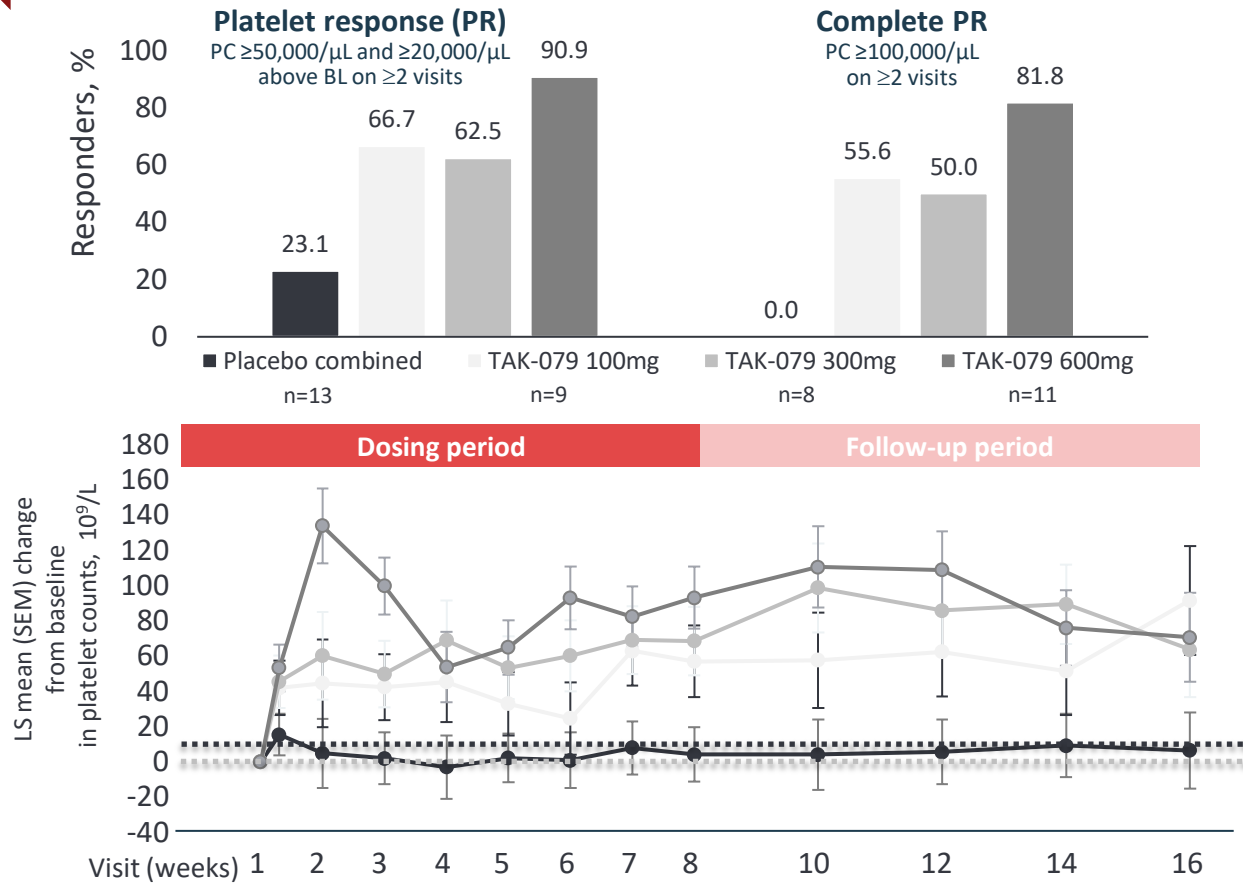 Platelet response (PR)
PC ≥50,000/µL and ≥20,000/µL
above BL on ≥2 visits
Complete PR
PC ≥100,000/µL
on ≥2 visits
Responders, %
100
80
60
40
20
0
23.1
66.7
62.5
90.9
0.0
55.6
50.0
81.8
Placebo combined
n=13
TAK-079 100mg
n=9
TAK-079 300mg
n=8
TAK-079 600mg
n=11
Dosing period
Follow-up period
LS mean (SEM) change
from baseline
in platelet counts, 10⁹/L
180
160
140
120
100
80
60
40
20
0
-20
-40
Visit (weeks) 1 2 3 4 5 6 7 8 10 12 14 16